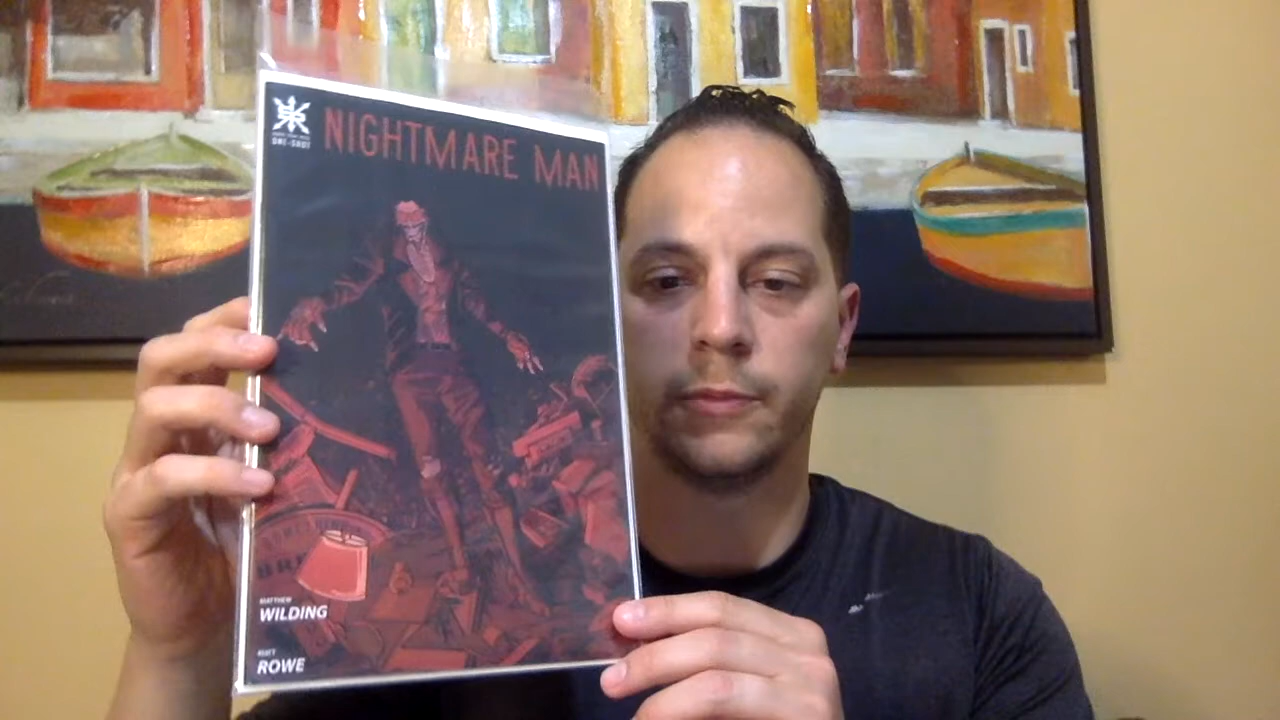 ONE-SHOT
NIGHTMARE MAN
MATTHEW
WILDING
MATT
ROWE